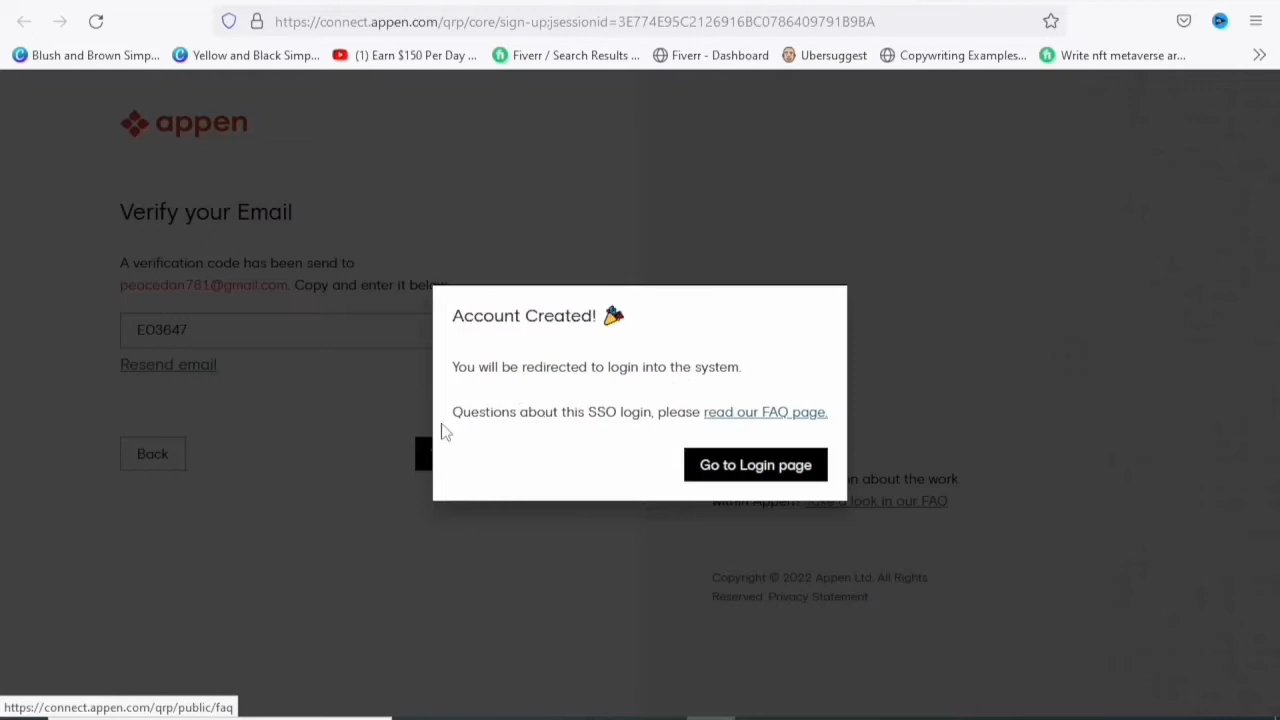 https://connect.appen.com/qrp/core/sign-up;jsessionid=3E774E95C2126916BC0786409791B9BA
Blush and Brown Simp...
Yellow and Black Simp...
(1) Earn $150 Per Day ...
Fiverr / Search Results ...
Fiverr - Dashboard
Ubersuggest
Copywriting Examples...
Write nft metaverse ar...
appen
Verify your Email
A verification code has been send to
peacedan781@gmail.com. Copy and enter it below
EO3647
Resend email
Back
Account Created!
You will be redirected to login into the system.
Questions about this SSO login, please read our FAQ page.
Go to Login page
about the work
within Appen? Take a look in our FAQ
Copyright © 2022 Appen Ltd. All Rights
Reserved. Privacy Statement
https://connect.appen.com/qrp/public/faq